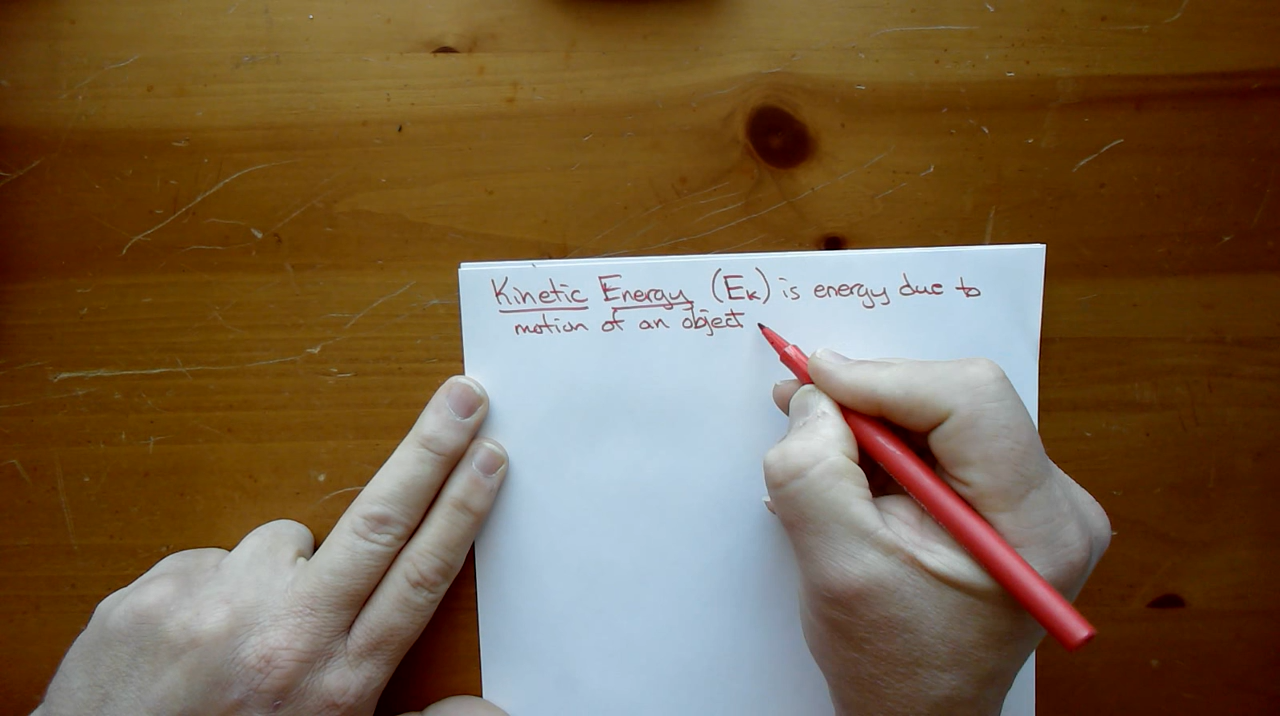 Kinetic Energy (Ek) is energy due to
motion of an object